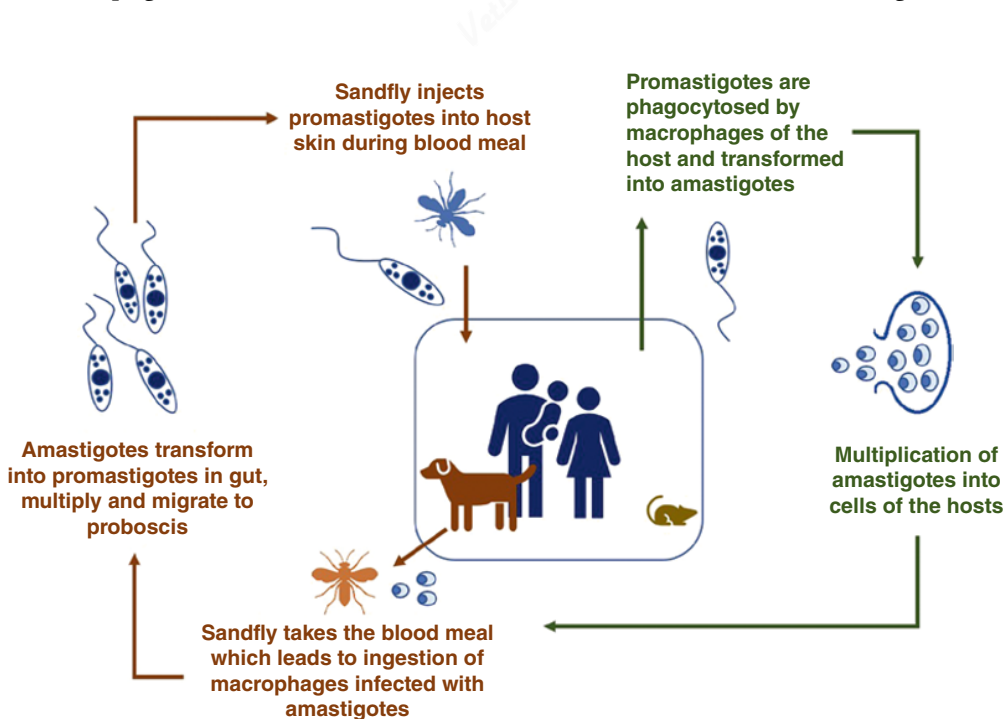 Sandfly injects
promastigotes into host
skin during blood meal
Promastigotes are
phagocytosed by
macrophages of the
host and transformed
into amastigotes
Amastigotes transform
into promastigotes in gut,
multiply and migrate to
proboscis
Multiplication of
amastigotes into
cells of the hosts
Sandfly takes the blood meal
which leads to ingestion of
macrophages infected with
amastigotes